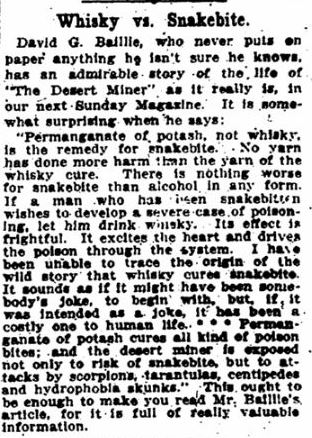 Whisky vs. Snakebite.
David G. Baillie, who never puts on
paper anything he isn't sure he knows,
has an admirable story of the life of
"The Desert Miner" as it really is, in
our next Sunday Magazine. It is some-
what surprising when he says:
"Permanganate of potash, not whisky,
is the remedy for snakebite. No yarn
has done more harm than the yarn of the
whisky cure. There is nothing worse
for snakebite than alcohol in any form.
If a man who has been snakebitten
wishes to develop a severe case of poison-
ing, let him drink whisky. Its effect is
frightful. It excites the heart and drives
the poison through the system. I have
been unable to trace the origin of the
wild story that whisky cures snakebite.
It sounds as if it might have been some-
body's joke, to begin with, but, if it
was intended as a joke, it has been a
costly one to human life. * * * Perman-
ganate of potash cures all kind of poison
bites; and the desert miner is exposed
not only to risk of snakebite, but to at-
tacks by scorpions, tarantulas, centipedes
and hydrophobia skunks." This ought to
be enough to make you read Mr. Baillie's
article, for it is full of really valuable
information.